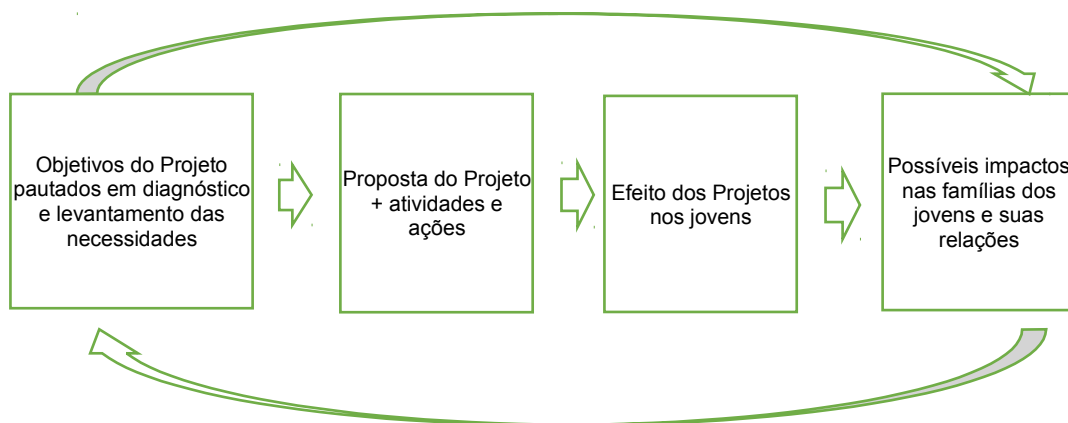 Objetivos do Projeto
pautados em diagnóstico
e levantamento das
necessidades
Proposta do Projeto
+ atividades e
ações
Efeito dos Projetos
nos jovens
Possíveis impactos
nas famílias dos
jovens e suas
relações